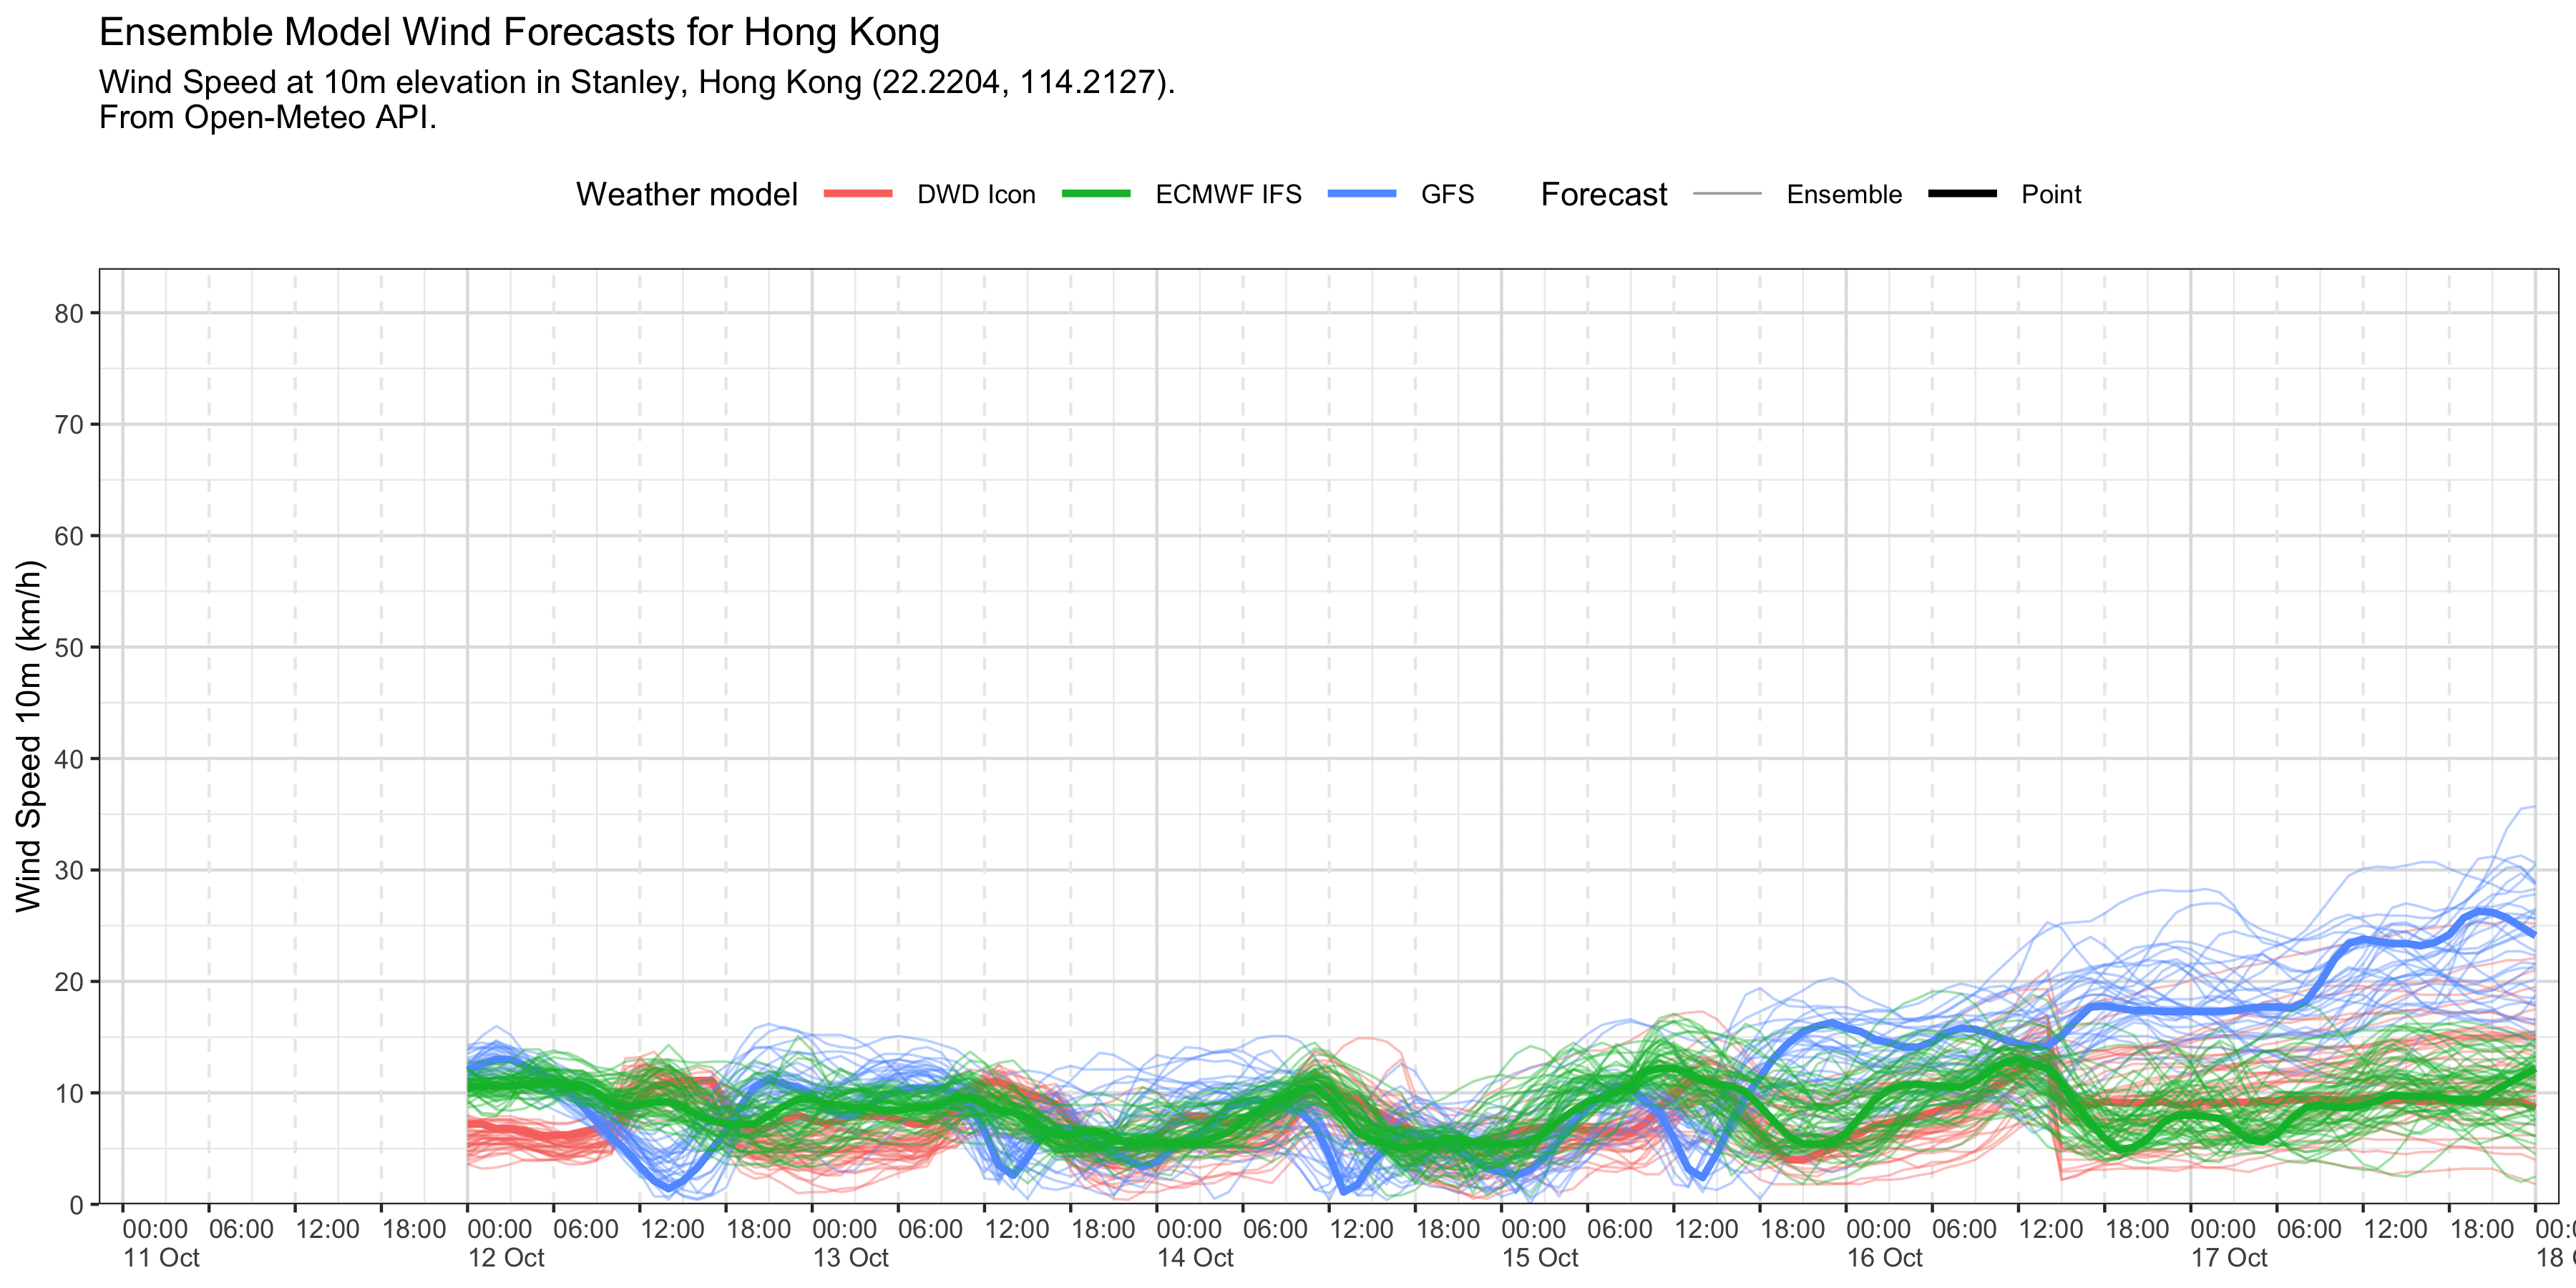 Ensemble Model Wind Forecasts for Hong Kong
Wind Speed at 10m elevation in Stanley, Hong Kong (22.2204, 114.2127).
From Open-Meteo API.
Weather model DWD Icon ECMWF IFS GFS Forecast Ensemble Point
Wind Speed 10m (km/h)
80
70
60
50
40
30
20
10
0
00:00 06:00 12:00 18:00 00:00 06:00 12:00 18:00 00:00 06:00 12:00 18:00 00:00 06:00 12:00 18:00 00:00 06:00 12:00 18:00 00:00 06:00 12:00 18:00 00:00 06:00 12:00 18:00
11 Oct 12 Oct 13 Oct 14 Oct 15 Oct 16 Oct 17 Oct 18